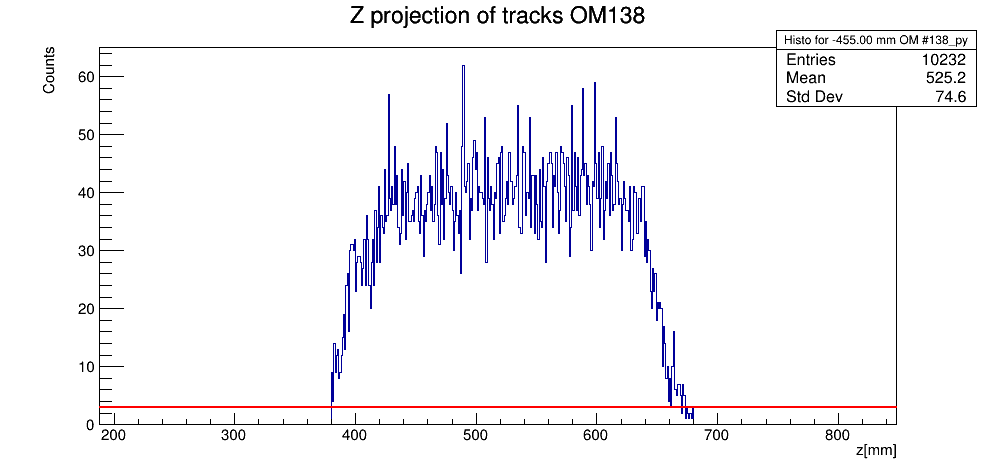 Z projection of tracks OM138
Histo for -455.00 mm OM #138_py
Entries 10232
Mean 525.2
Std Dev 74.6
Counts
60
50
40
30
20
10
0
200 300 400 500 600 700 800
z[mm]